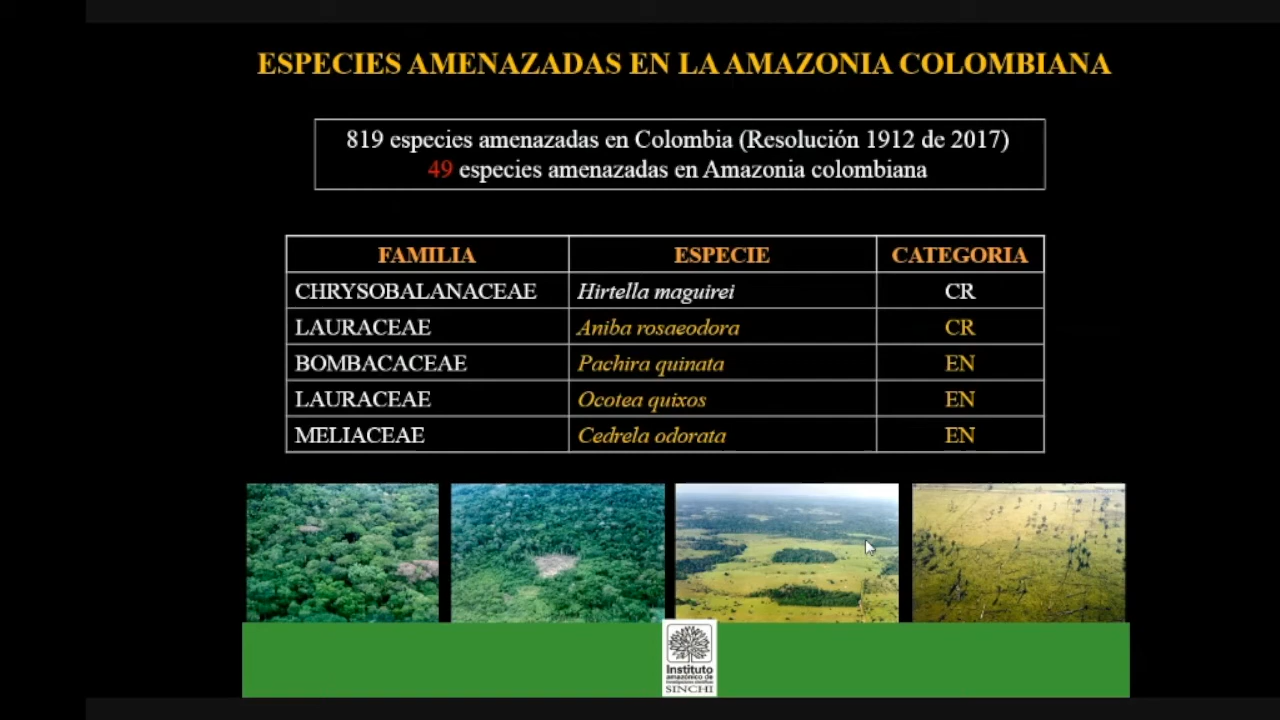 ESPECIES AMENAZADAS EN LA AMAZONIA COLOMBIANA
819 especies amenazadas en Colombia (Resolución 1912 de 2017)
49 especies amenazadas en Amazonia colombiana
FAMILIA ESPECIE CATEGORIA
CHRYSOBALANACEAE Hirtella maguirei CR
LAURACEAE Aniba rosaeodora CR
BOMBACACEAE Pachira quinata EN
LAURACEAE Ocotea quixos EN
MELIACEAE Cedrela odorata EN
Instituto
amazónico de
investigaciones científicas
SINCHI